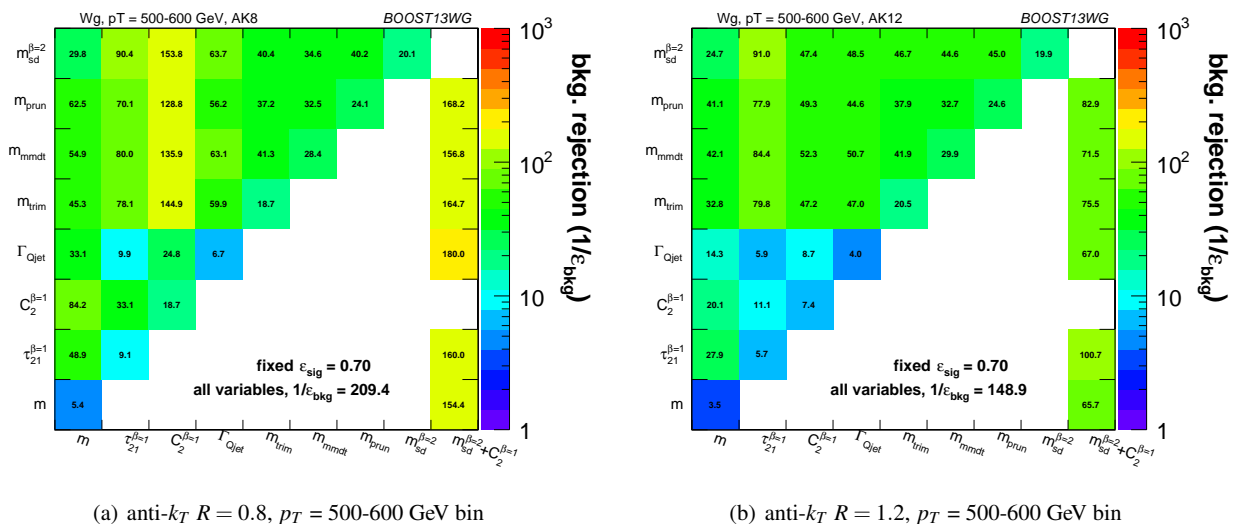 Wg, pT = 500-600 GeV, AK8 BOOST13WG
m_sd^β=2 29.8 90.4 153.8 63.7 40.4 34.6 40.2 20.1
m_prun 62.5 70.1 128.8 56.2 37.2 32.5 24.1 168.2
m_mmdt 54.9 80.0 135.9 63.1 41.3 28.4 156.8
m_trim 45.3 78.1 144.9 59.9 18.7 164.7
Γ_Qjet 33.1 9.9 24.8 6.7 180.0
C_2^β=1 84.2 33.1 18.7
τ_21^β=1 48.9 9.1 160.0
m 5.4 154.4
fixed ε_sig = 0.70
all variables, 1/ε_bkg = 209.4
m τ_21^β=1 C_2^β=1 Γ_Qjet m_trim m_mmdt m_prun m_sd^β=2 m_sd^β=2+C_2^β=1
10^3
10^2
10
1
bkg. rejection (1/ε_bkg)
(a) anti-k_T R = 0.8, p_T = 500-600 GeV bin
Wg, pT = 500-600 GeV, AK12 BOOST13WG
m_sd^β=2 24.7 91.0 47.4 48.5 46.7 44.6 45.0 19.9
m_prun 41.1 77.9 49.3 44.6 37.9 32.7 24.6 82.9
m_mmdt 42.1 84.4 52.3 50.7 41.9 29.9 71.5
m_trim 32.8 79.8 47.2 47.0 20.5 75.5
Γ_Qjet 14.3 5.9 8.7 4.0 67.0
C_2^β=1 20.1 11.1 7.4
τ_21^β=1 27.9 5.7 100.7
m 3.5 65.7
fixed ε_sig = 0.70
all variables, 1/ε_bkg = 148.9
m τ_21^β=1 C_2^β=1 Γ_Qjet m_trim m_mmdt m_prun m_sd^β=2 m_sd^β=2+C_2^β=1
10^3
10^2
10
1
bkg. rejection (1/ε_bkg)
(b) anti-k_T R = 1.2, p_T = 500-600 GeV bin